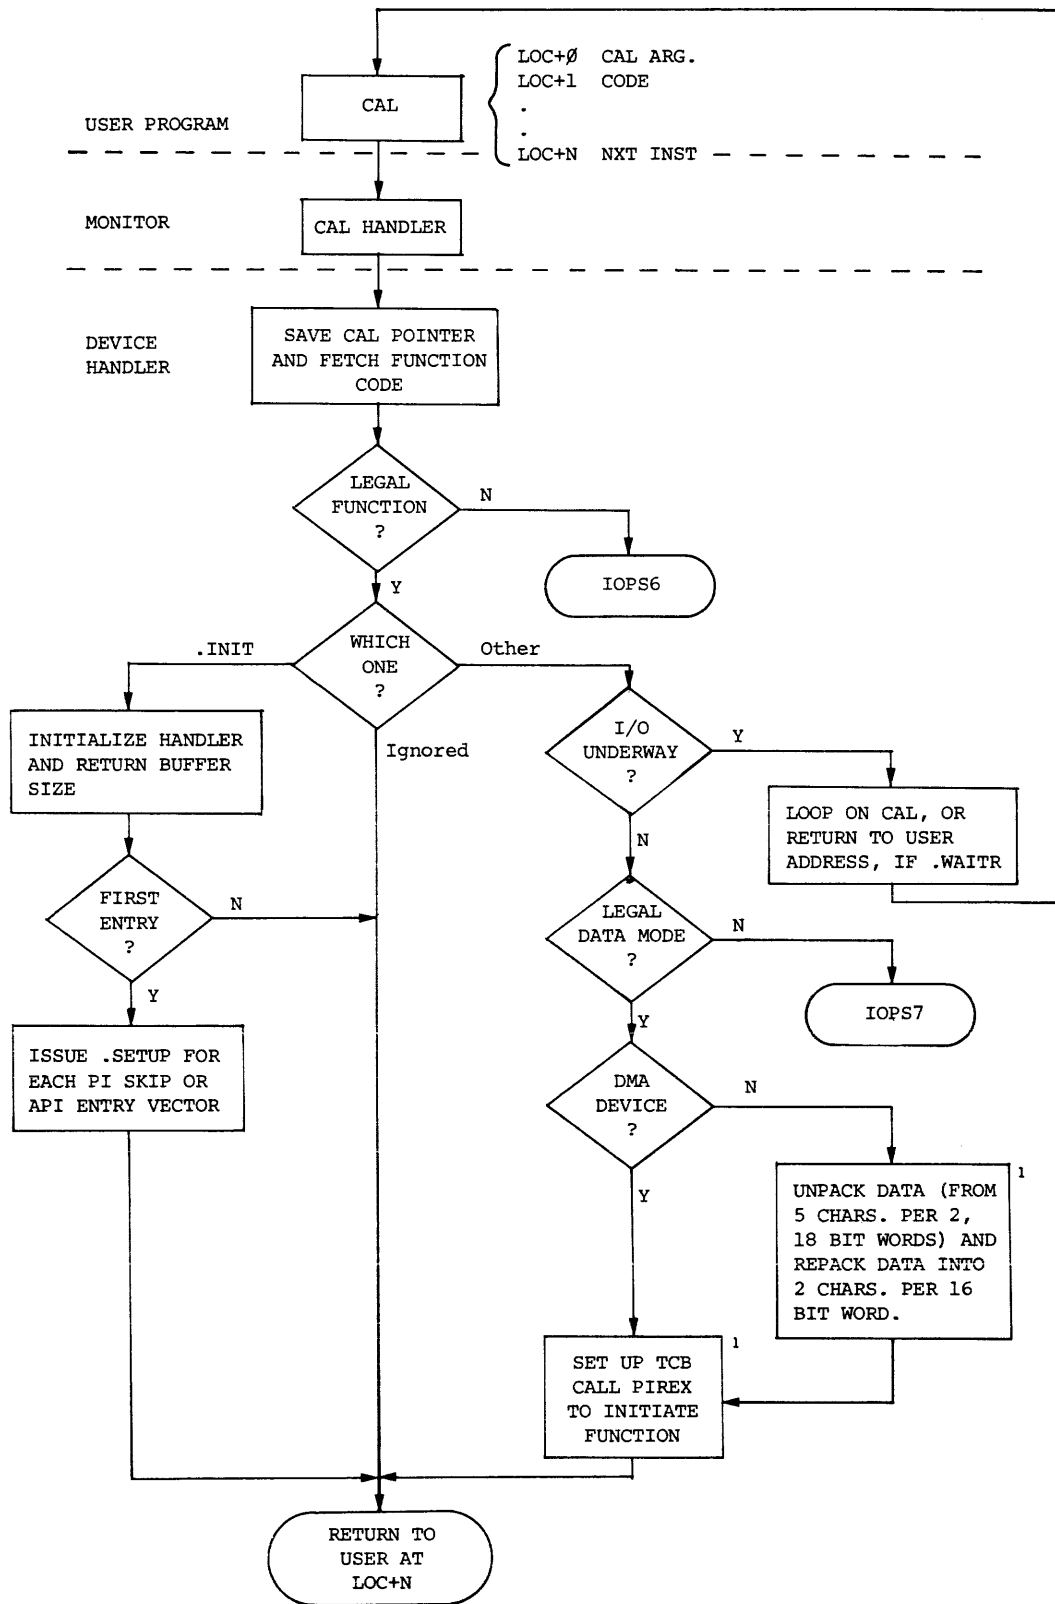 LOC+Ø CAL ARG.
LOC+1 CODE
.
.
LOC+N NXT INST
CAL
USER PROGRAM
MONITOR
CAL HANDLER
DEVICE
HANDLER
SAVE CAL POINTER
AND FETCH FUNCTION
CODE
LEGAL
FUNCTION
?
N
IOPS6
Y
WHICH
ONE
?
.INIT
Other
Ignored
INITIALIZE HANDLER
AND RETURN BUFFER
SIZE
I/O
UNDERWAY
?
Y
N
LOOP ON CAL, OR
RETURN TO USER
ADDRESS, IF .WAITR
FIRST
ENTRY
?
N
Y
LEGAL
DATA MODE
?
N
IOPS7
Y
ISSUE .SETUP FOR
EACH PI SKIP OR
API ENTRY VECTOR
DMA
DEVICE
?
N
Y
UNPACK DATA (FROM
5 CHARS. PER 2,
18 BIT WORDS) AND
REPACK DATA INTO
2 CHARS. PER 16
BIT WORD.
1
SET UP TCB
CALL PIREX
TO INITIATE
FUNCTION
1
RETURN TO
USER AT
LOC+N